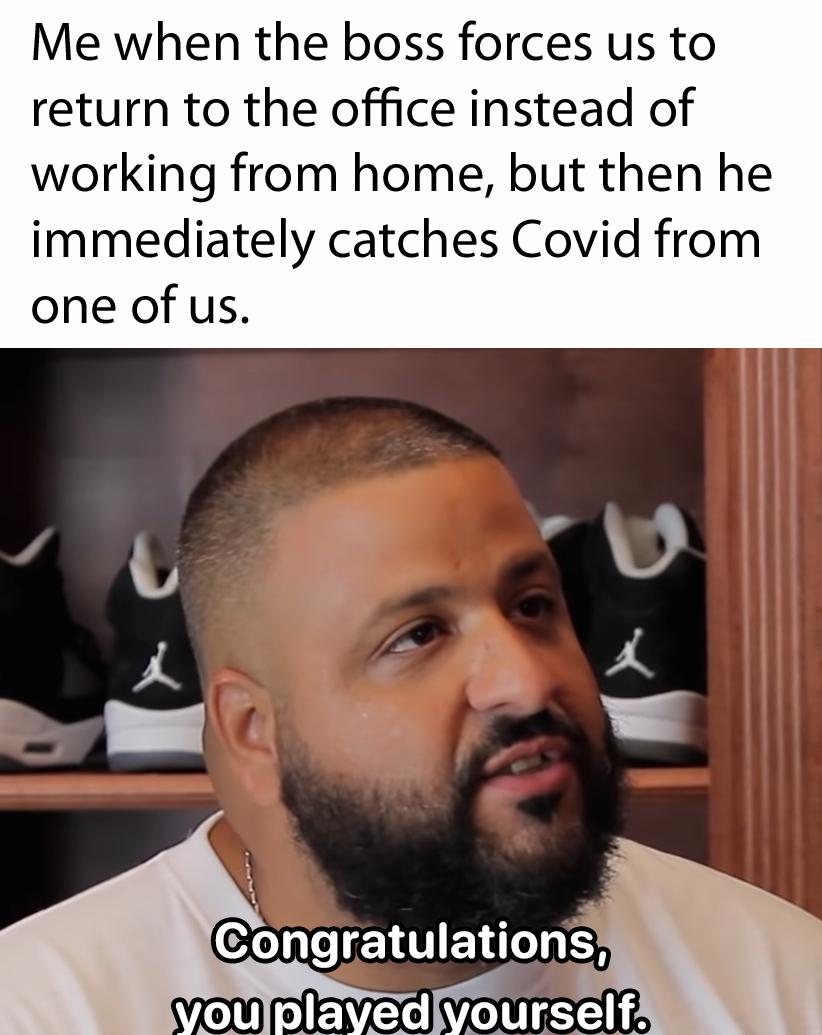 Me when the boss forces us to
return to the office instead of
working from home, but then he
immediately catches Covid from
one of us.
Congratulations,
you played yourself.